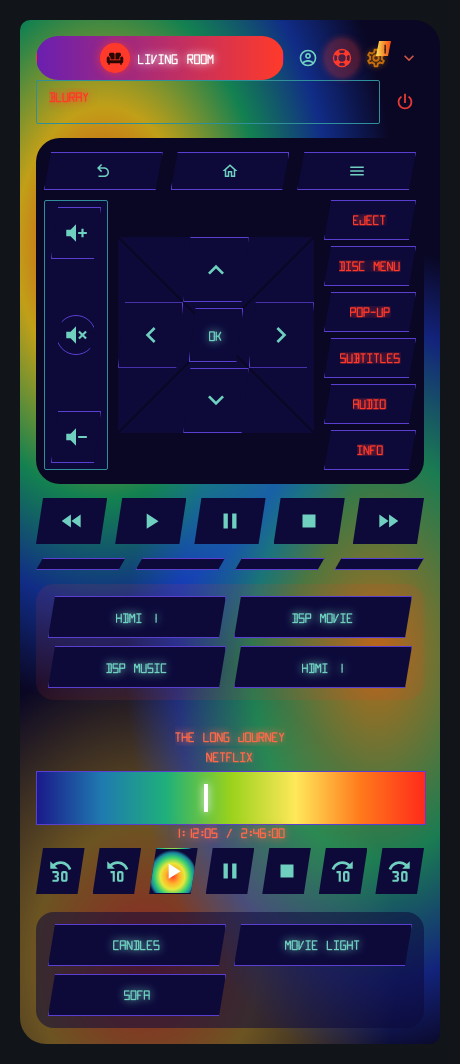 LIVING ROOM
!
BLURAY
EJECT
DISC MENU
POP-UP
OK
SUBTITLES
AUDIO
INFO
HDMI 1
DSP MOVIE
DSP MUSIC
HDMI 1
THE LONG JOURNEY
NETFLIX
1:12:05 / 2:46:00
30
10
10
30
CANDLES
MOVIE LIGHT
SOFA